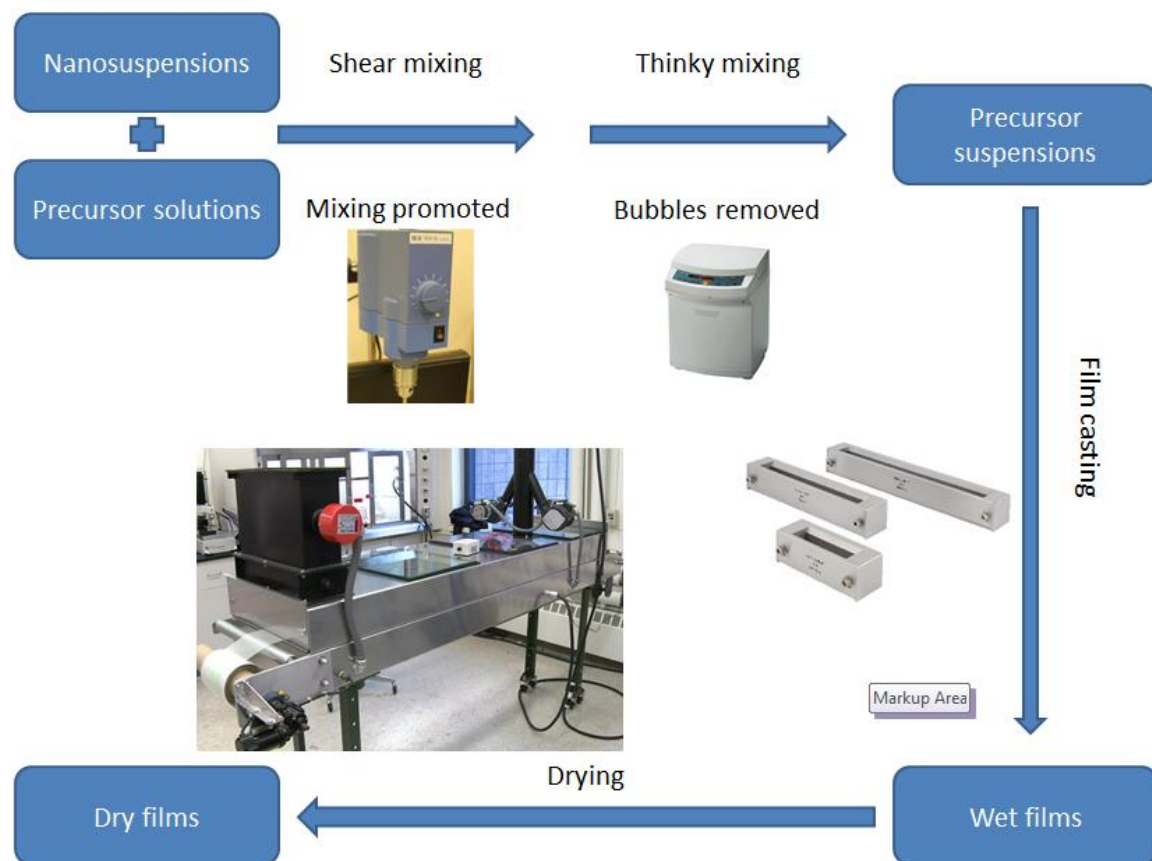 Nanosuspensions
Shear mixing
Thinky mixing
Precursor
suspensions
Precursor solutions
Mixing promoted
Bubbles removed
Film casting
Markup Area
Drying
Dry films
Wet films